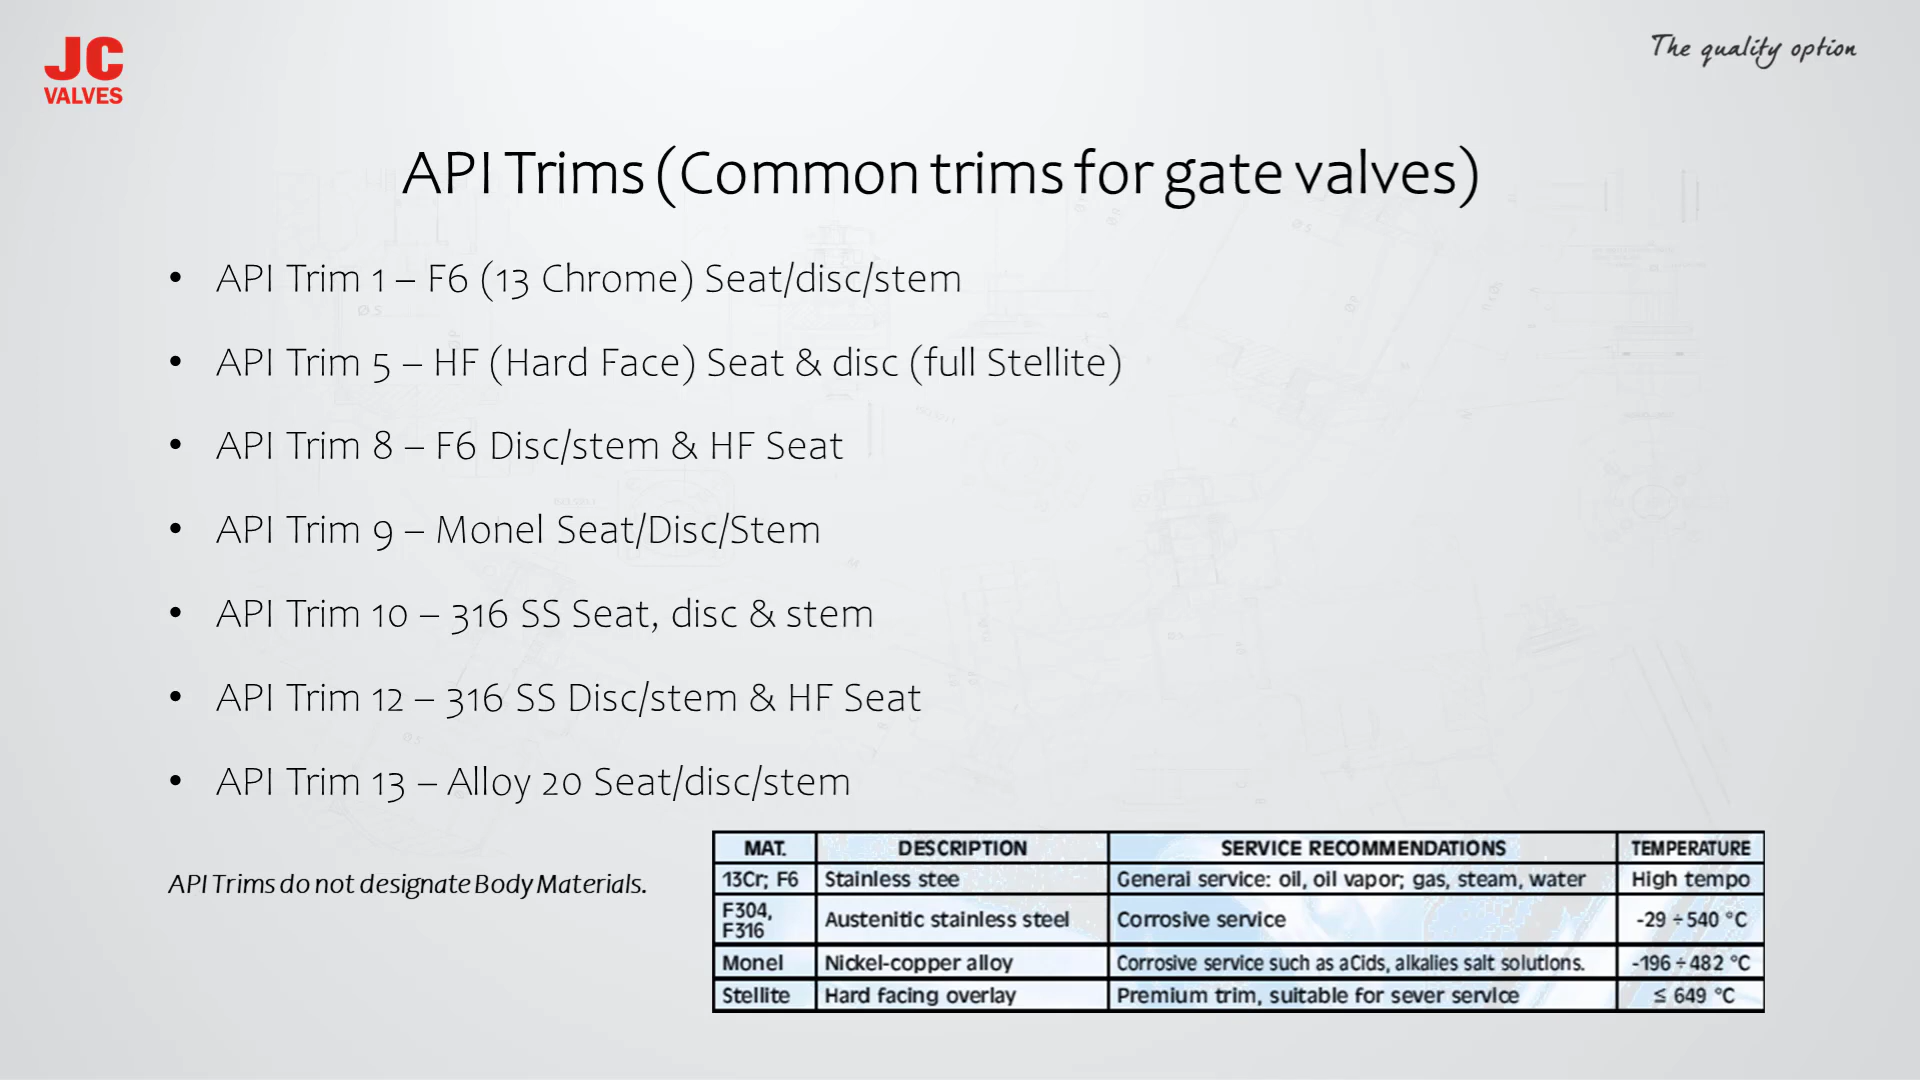 JC
VALVES
The quality option
API Trims (Common trims for gate valves)
• API Trim 1 – F6 (13 Chrome) Seat/disc/stem
• API Trim 5 – HF (Hard Face) Seat & disc (full Stellite)
• API Trim 8 – F6 Disc/stem & HF Seat
• API Trim 9 – Monel Seat/Disc/Stem
• API Trim 10 – 316 SS Seat, disc & stem
• API Trim 12 – 316 SS Disc/stem & HF Seat
• API Trim 13 – Alloy 20 Seat/disc/stem
API Trims do not designate Body Materials.
MAT. DESCRIPTION SERVICE RECOMMENDATIONS TEMPERATURE
13Cr; F6 Stainless stee Generai service: oil, oil vapor; gas, steam, water High tempo
F304,
F316 Austenitic stainless steel Corrosive service -29 ÷ 540 °C
Monel Nickel-copper alloy Corrosive service such as aCids, alkalies salt solutlons. -196 ÷ 482 °C
Stellite Hard facing overlay Premium trim, suitable for sever servlce ≤ 649 °C